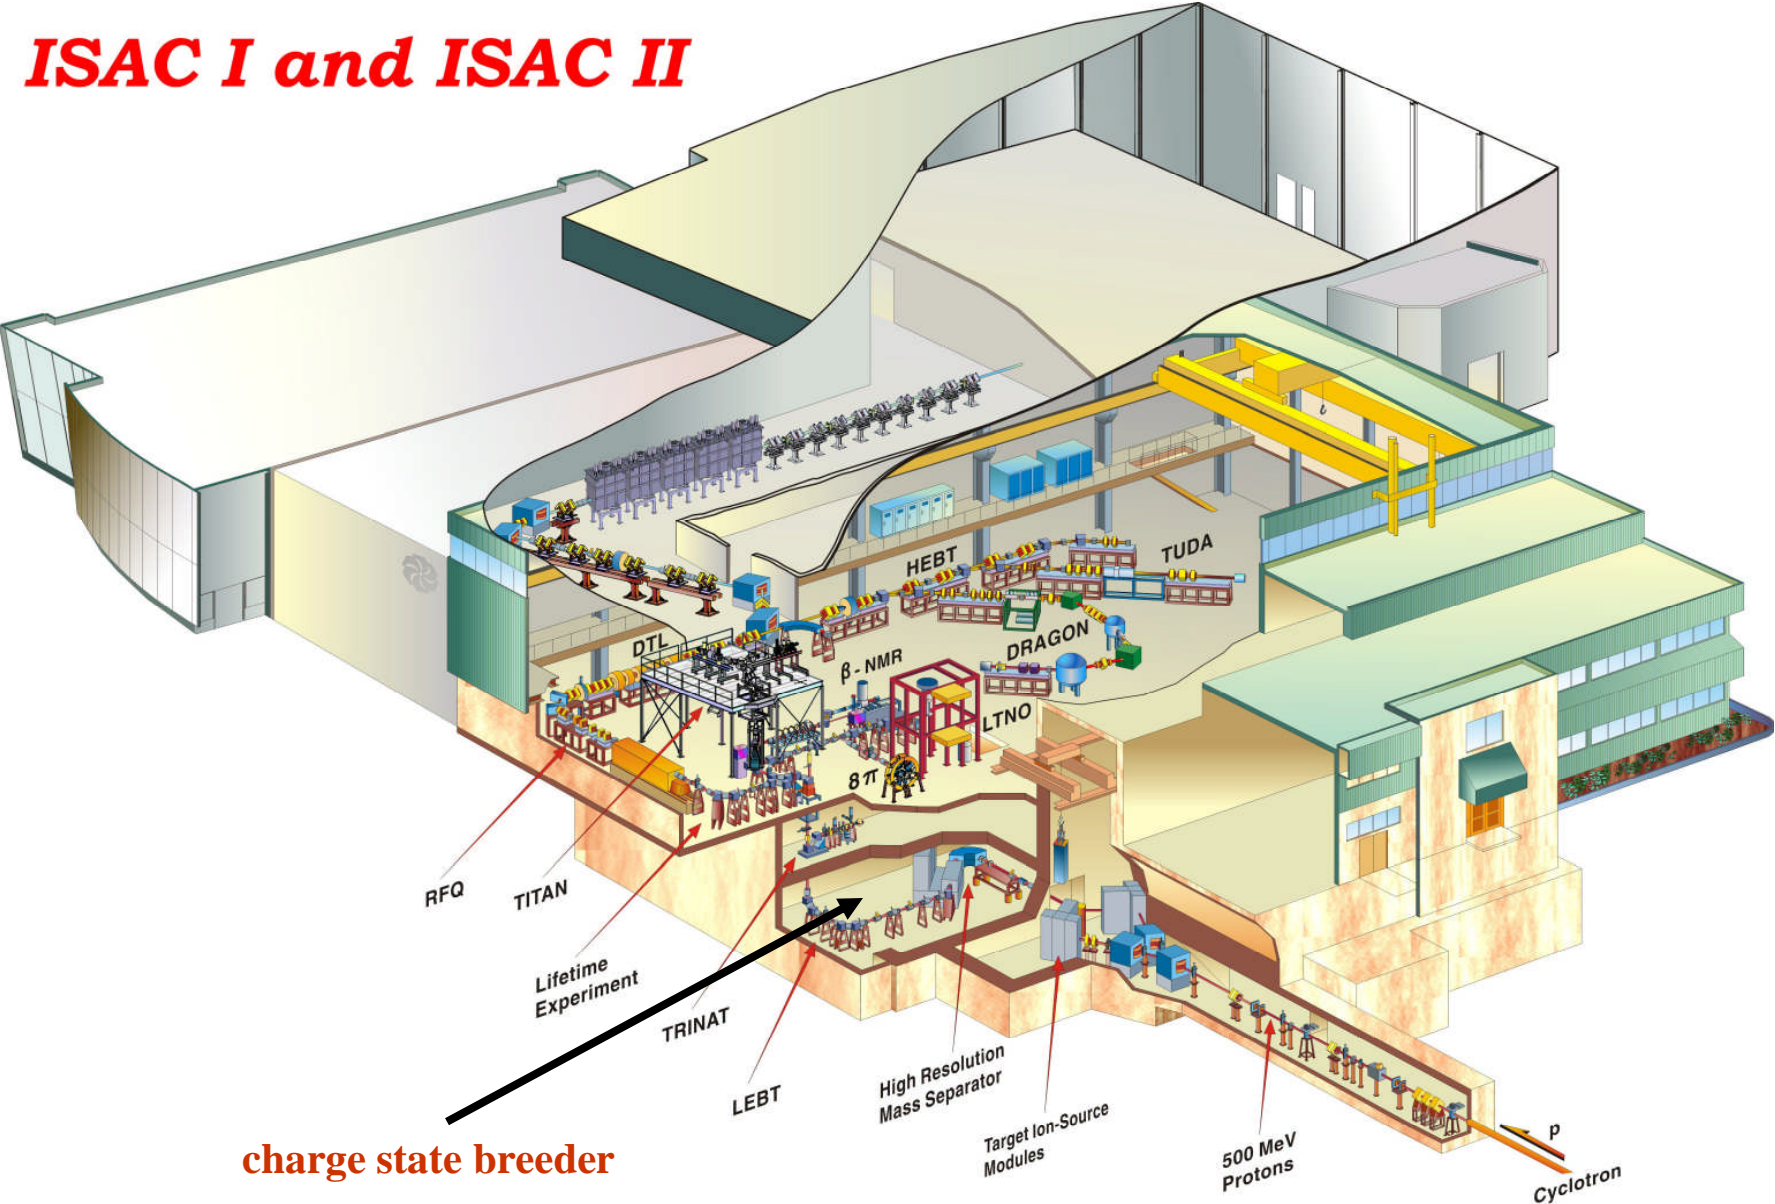 ISAC I and ISAC II
HEBT
TUDA
DTL
β - NMR
DRAGON
LTNO
8π
RFQ
TITAN
Lifetime
Experiment
TRINAT
LEBT
High Resolution
Mass Separator
Target Ion-Source
Modules
500 MeV
Protons
p
Cyclotron
charge state breeder